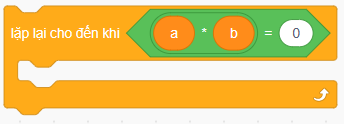 lặp lại cho đến khi a * b = 0